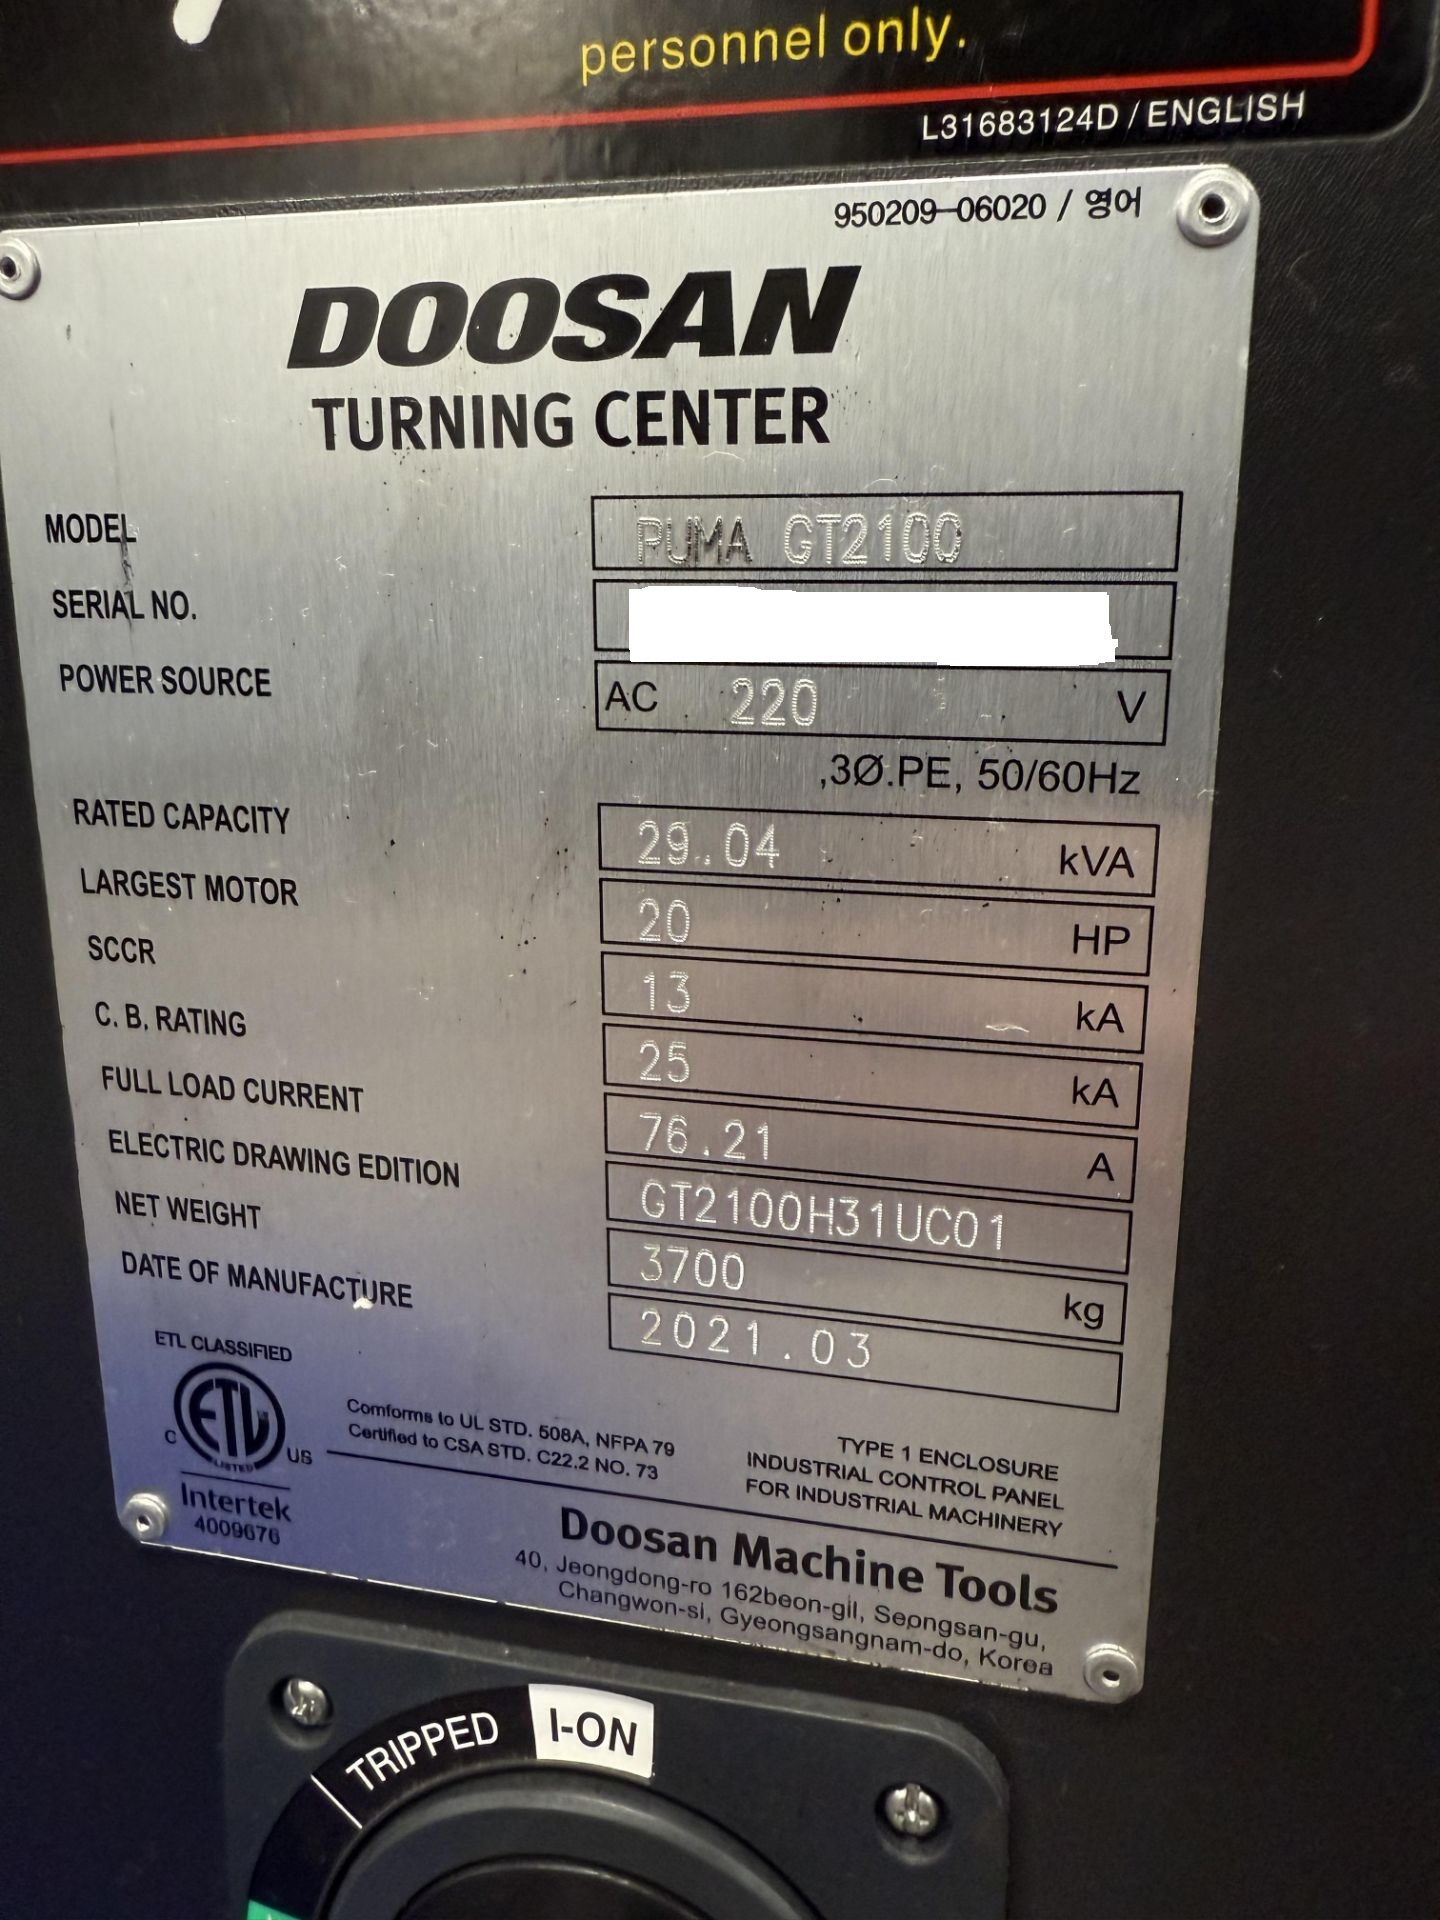 personnel only.
L31683124D / ENGLISH
950209-06020 / 영어
DOOSAN
TURNING CENTER
MODEL PUMA GT2100
SERIAL NO.
POWER SOURCE AC 220 V
,3Ø.PE, 50/60Hz
RATED CAPACITY 29.04 kVA
LARGEST MOTOR 20 HP
SCCR 13 kA
C. B. RATING 25 kA
FULL LOAD CURRENT 76.21 A
ELECTRIC DRAWING EDITION GT2100H31UC01
NET WEIGHT 3700 kg
DATE OF MANUFACTURE 2021.03
ETL CLASSIFIED
C ETL US
LISTED
Intertek
4009676
Comforms to UL STD. 508A, NFPA 79
Certified to CSA STD. C22.2 NO. 73
TYPE 1 ENCLOSURE
INDUSTRIAL CONTROL PANEL
FOR INDUSTRIAL MACHINERY
Doosan Machine Tools
40, Jeongdong-ro 162beon-gil, Seongsan-gu,
Changwon-si, Gyeongsangnam-do, Korea
TRIPPED I-ON